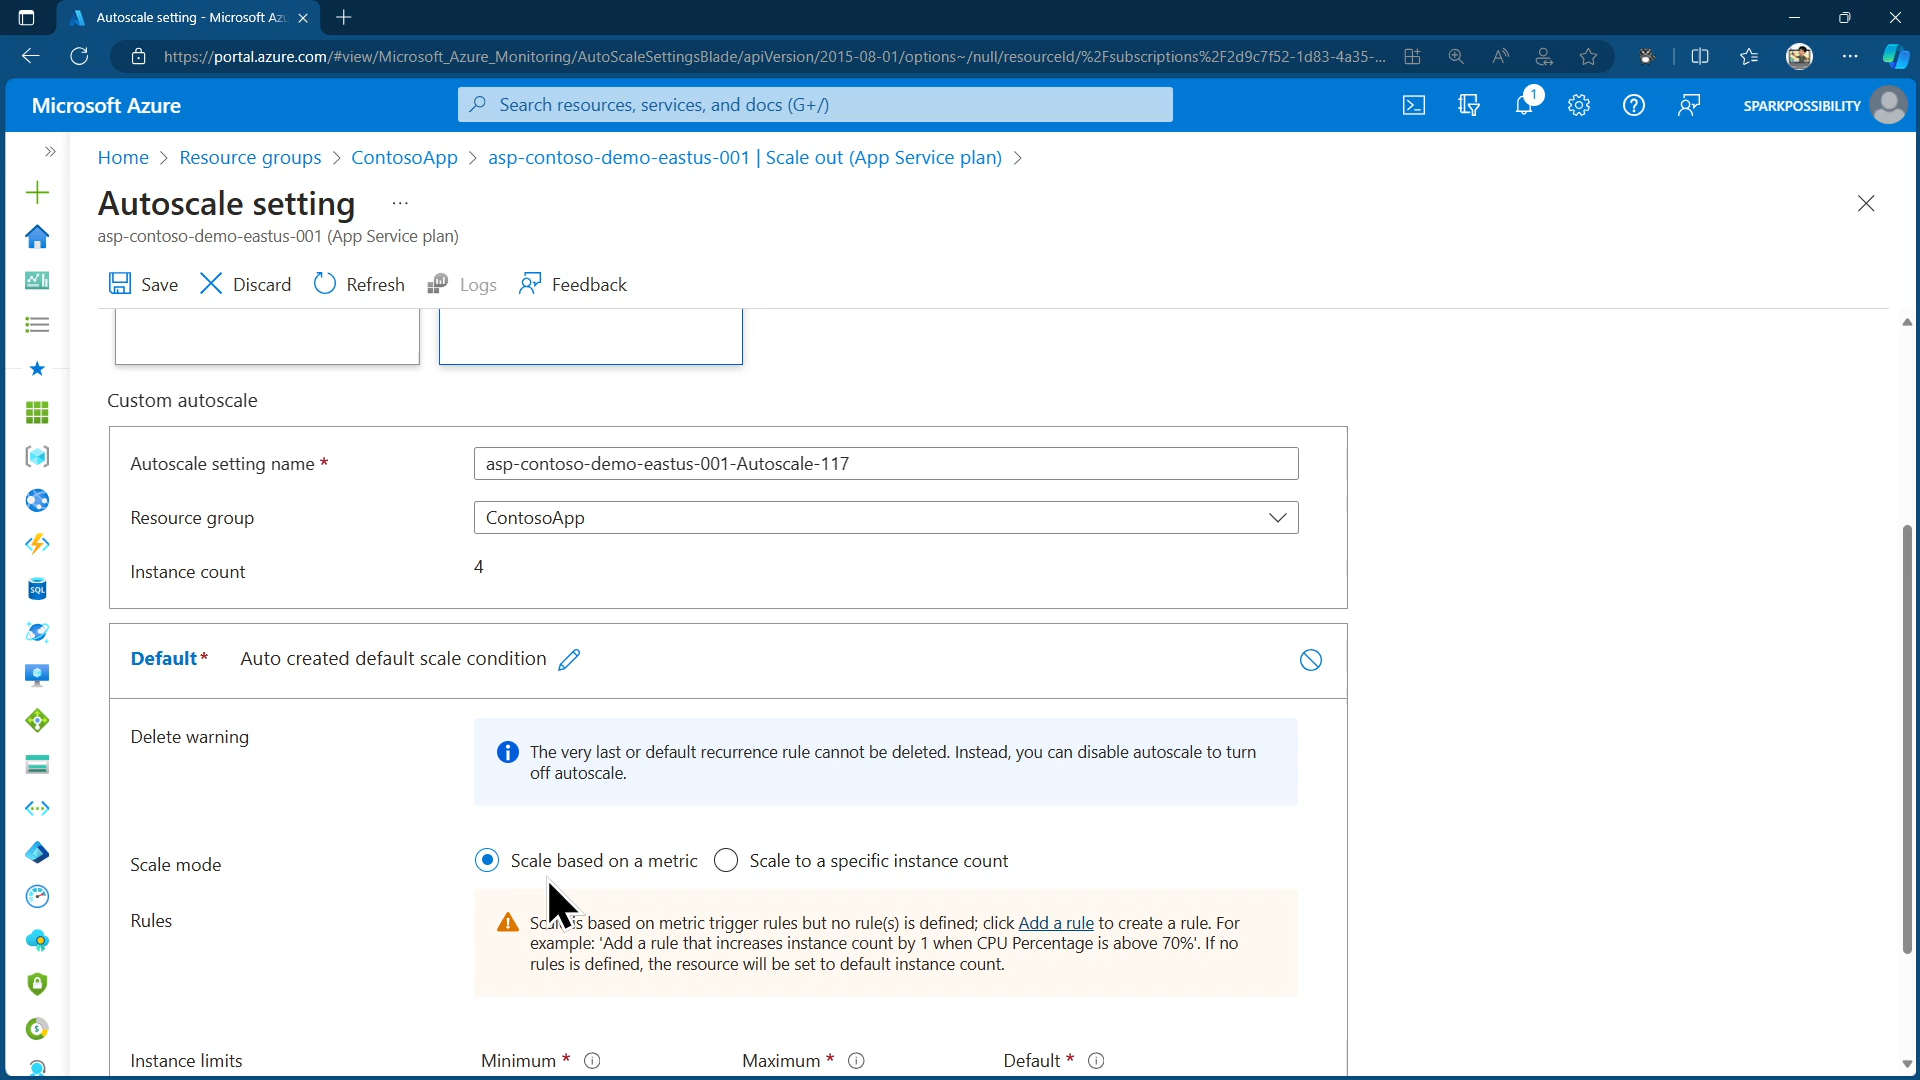 Autoscale setting - Microsoft Azu
https://portal.azure.com/#view/Microsoft_Azure_Monitoring/AutoScaleSettingsBlade/apiVersion/2015-08-01/options~/null/resourceId/%2Fsubscriptions%2F2d9c7f52-1d83-4a35-...
Microsoft Azure
Search resources, services, and docs (G+/)
1
SPARKPOSSIBILITY
Home > Resource groups > ContosoApp > asp-contoso-demo-eastus-001 | Scale out (App Service plan) >
Autoscale setting ...
asp-contoso-demo-eastus-001 (App Service plan)
Save Discard Refresh Logs Feedback
Custom autoscale
Autoscale setting name * asp-contoso-demo-eastus-001-Autoscale-117
Resource group ContosoApp
Instance count 4
SQL
Default* Auto created default scale condition
Delete warning
The very last or default recurrence rule cannot be deleted. Instead, you can disable autoscale to turn
off autoscale.
Scale mode Scale based on a metric Scale to a specific instance count
Rules
is based on metric trigger rules but no rule(s) is defined; click Add a rule to create a rule. For
example: 'Add a rule that increases instance count by 1 when CPU Percentage is above 70%'. If no
rules is defined, the resource will be set to default instance count.
Instance limits Minimum * Maximum * Default *